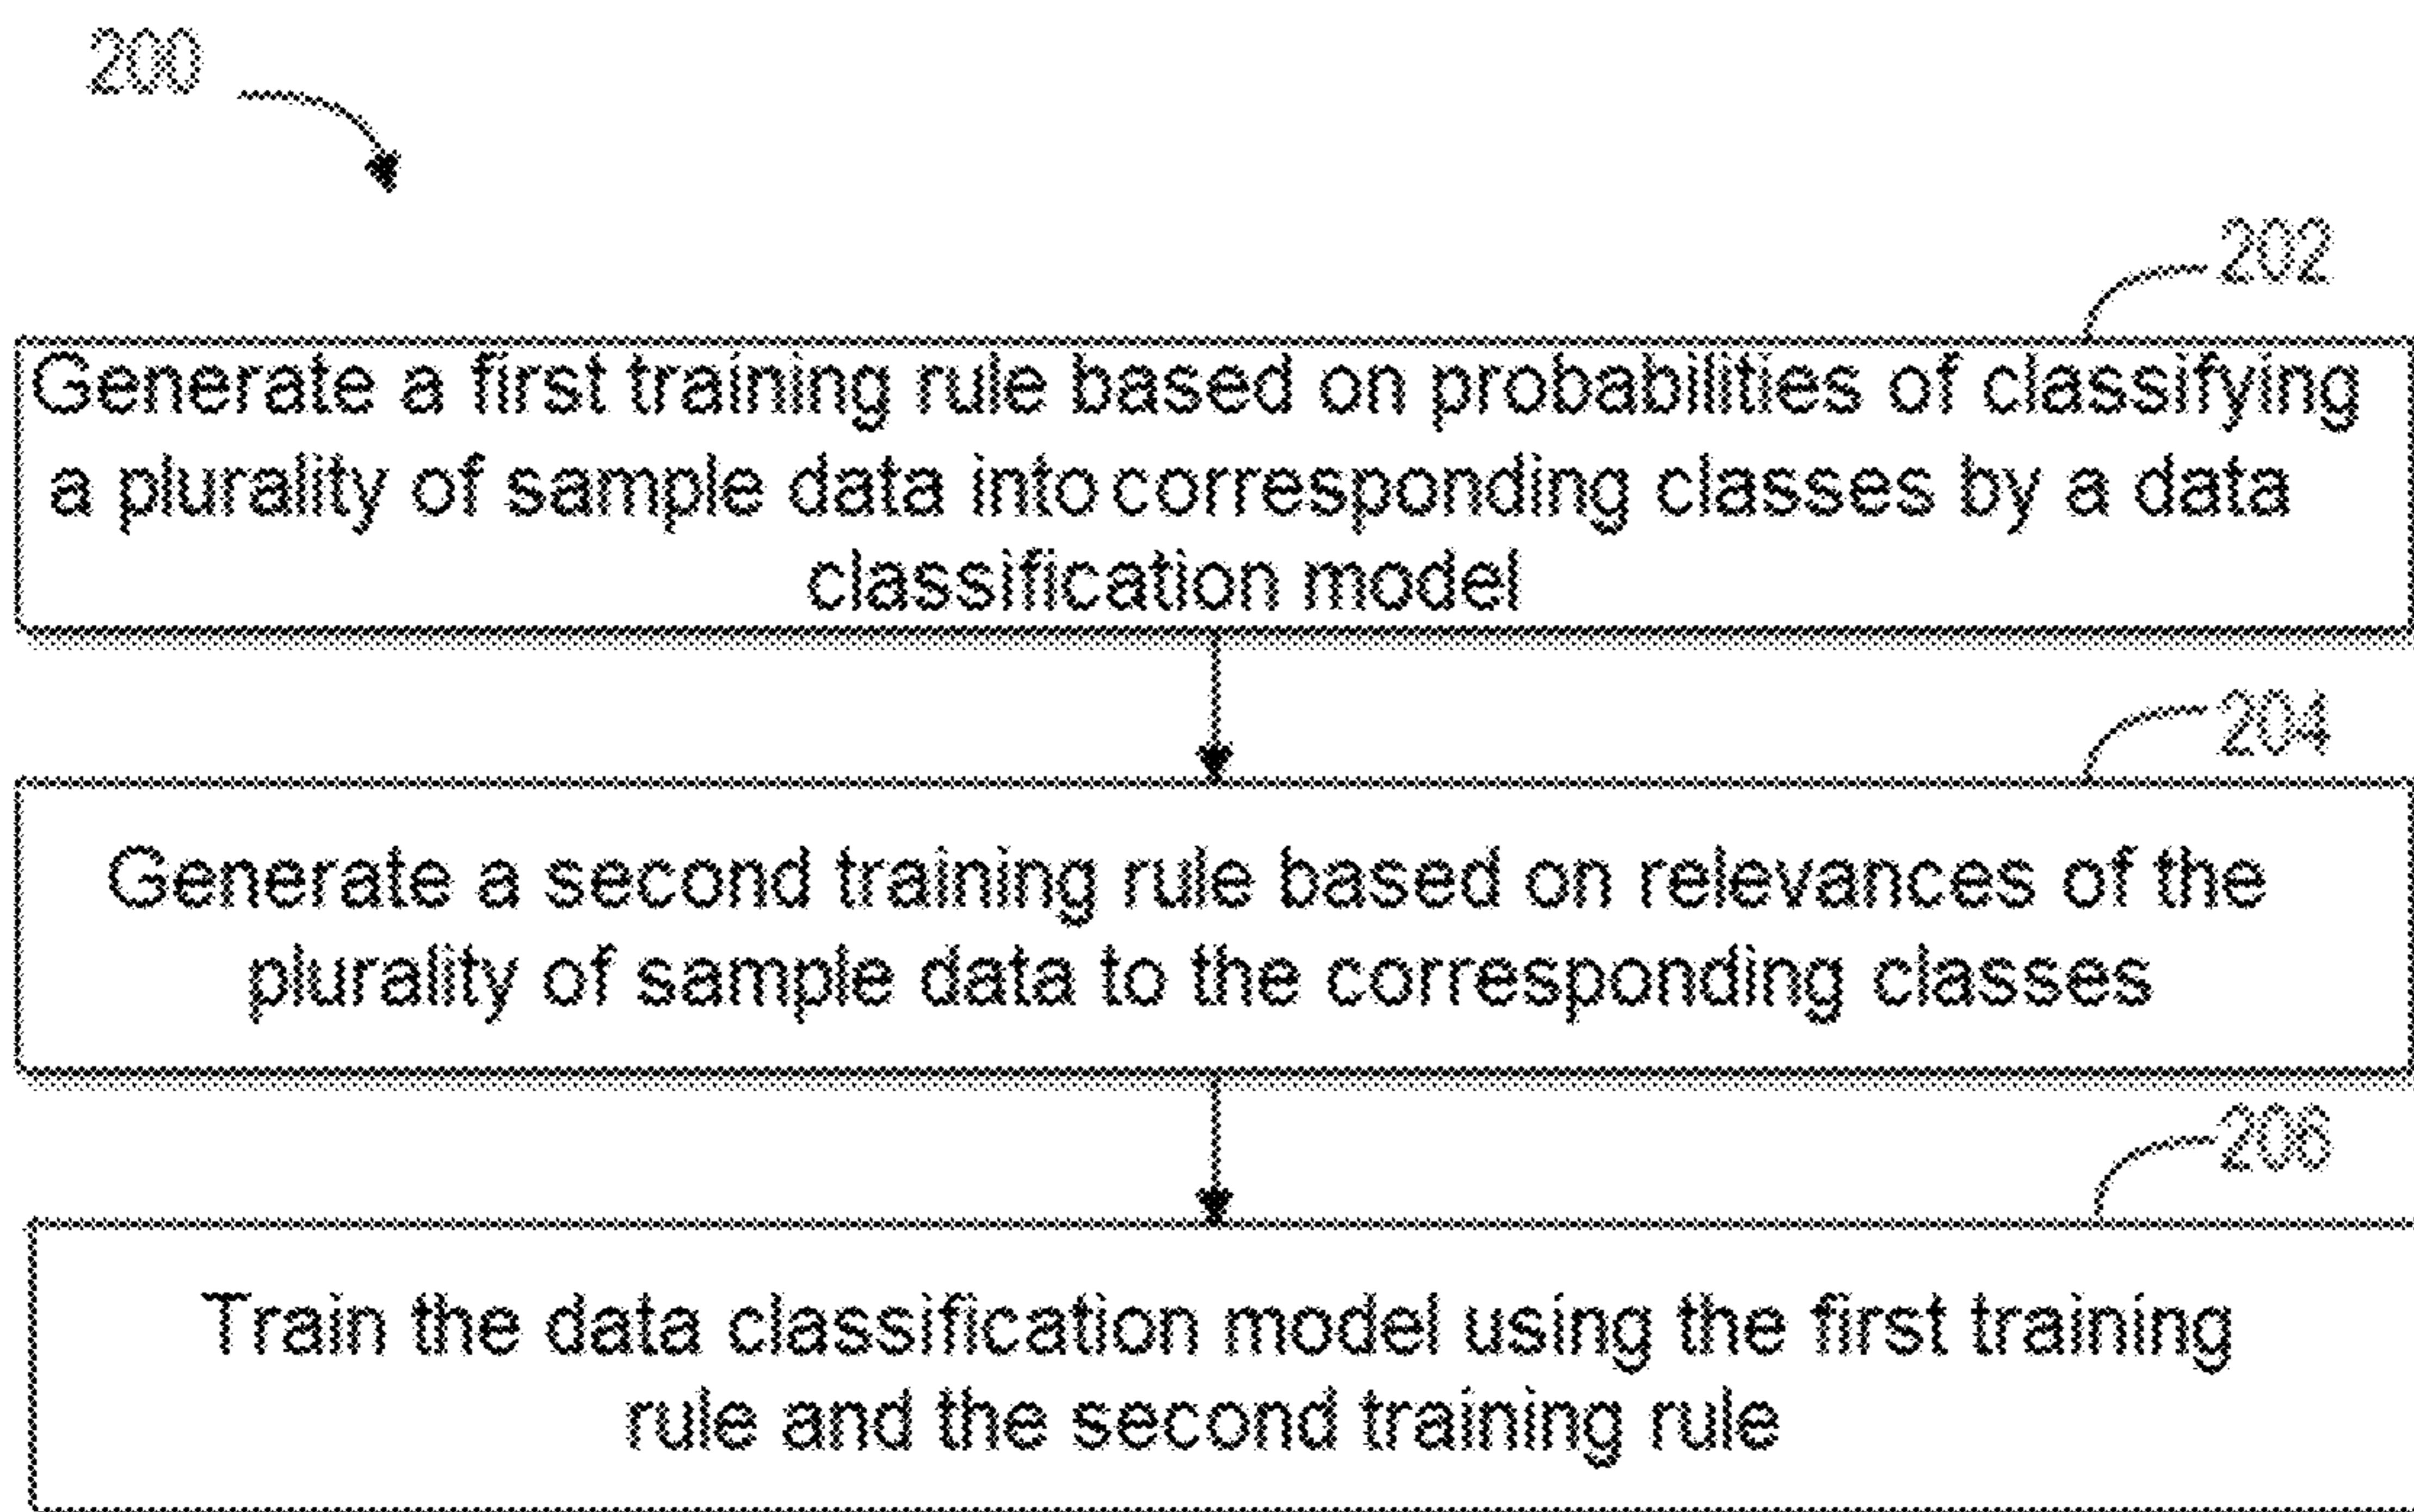 200
202
Generate a first training rule based on probabilities of classifying
a plurality of sample data into corresponding classes by a data
classification model
204
Generate a second training rule based on relevances of the
plurality of sample data to the corresponding classes
206
Train the data classification model using the first training
rule and the second training rule